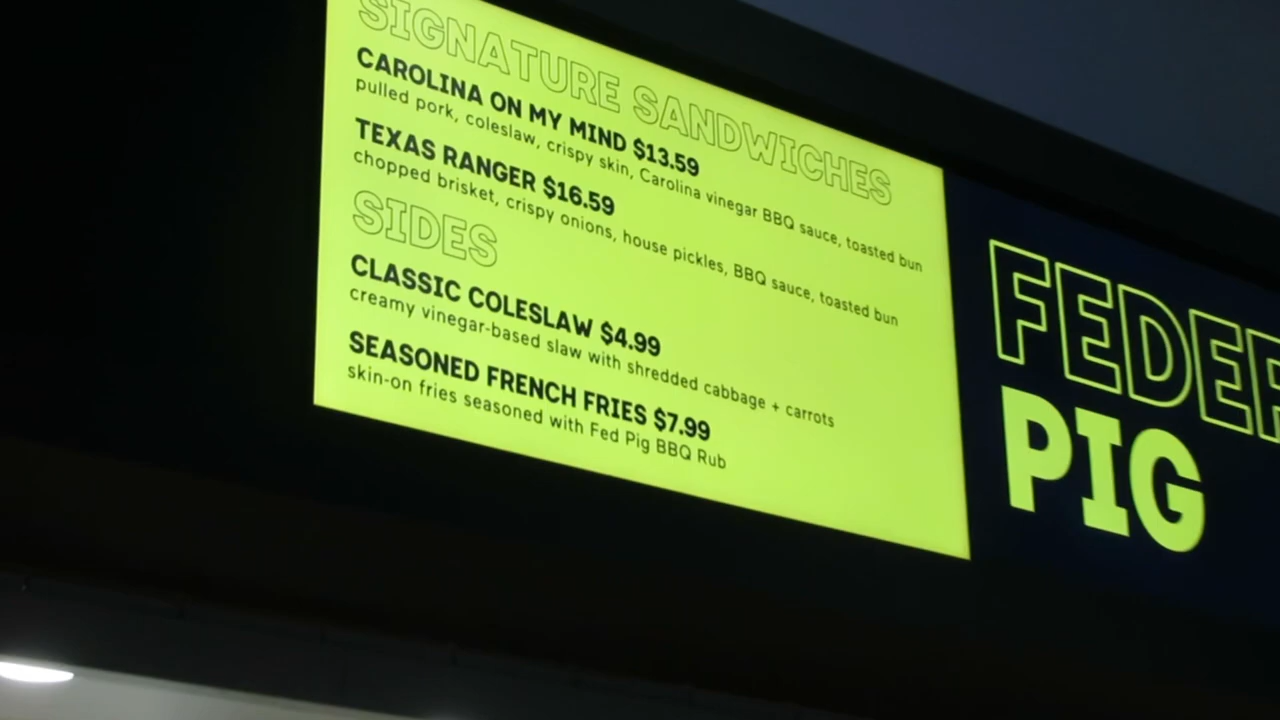 SIGNATURE SANDWICHES
CAROLINA ON MY MIND $13.59
pulled pork, coleslaw, crispy skin, Carolina vinegar BBQ sauce, toasted bun
TEXAS RANGER $16.59
chopped brisket, crispy onions, house pickles, BBQ sauce, toasted bun
SIDES
CLASSIC COLESLAW $4.99
creamy vinegar-based slaw with shredded cabbage + carrots
SEASONED FRENCH FRIES $7.99
skin-on fries seasoned with Fed Pig BBQ Rub
FEDER
PIG